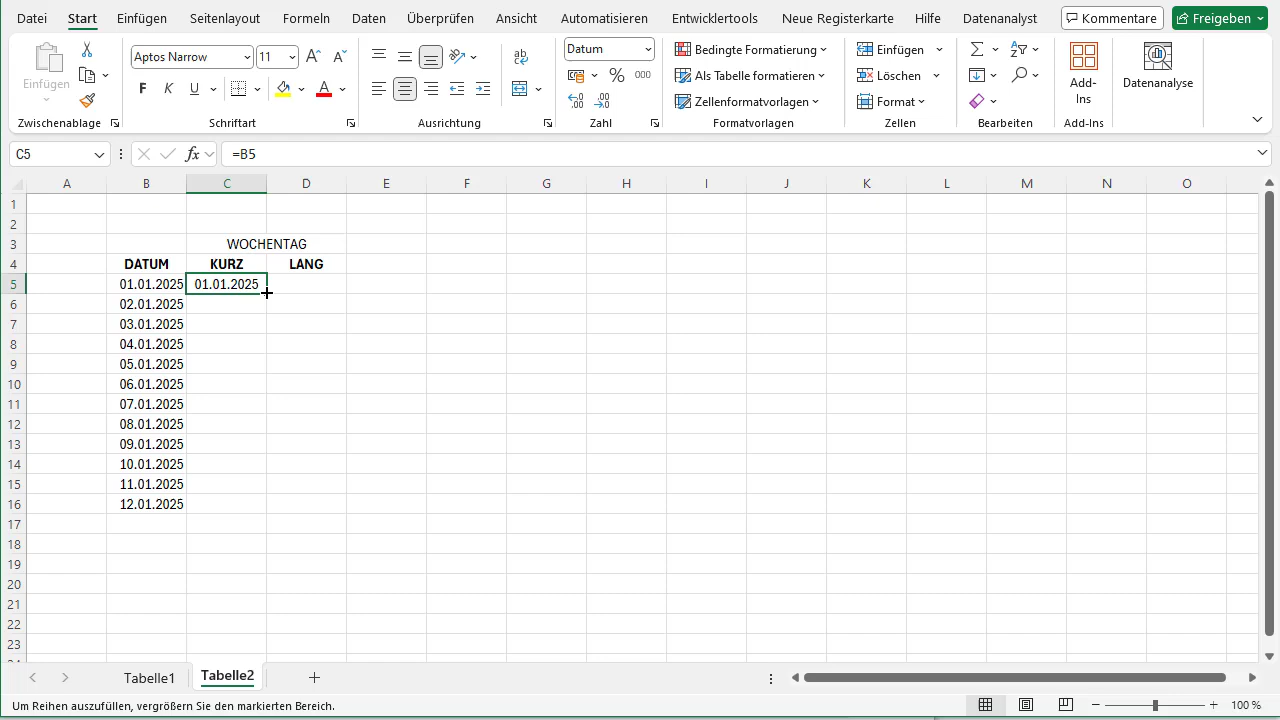 Datei Start Einfügen Seitenlayout Formeln Daten Überprüfen Ansicht Automatisieren Entwicklertools Neue Registerkarte Hilfe Datenanalyst Kommentare Freigeben
Einfügen
Zwischenablage
Aptos Narrow 11 A A
F K U A
Schriftart
ab
Ausrichtung
Datum
% 000
Zahl
Bedingte Formatierung
Als Tabelle formatieren
Zellenformatvorlagen
Formatvorlagen
Einfügen
Löschen
Format
Zellen
Bearbeiten
Add-
Ins
Add-Ins
Datenanalyse
C5 fx =B5
A B C D E F G H I J K L M N O
1
2
3 WOCHENTAG
4 DATUM KURZ LANG
5 01.01.2025 01.01.2025
6 02.01.2025
7 03.01.2025
8 04.01.2025
9 05.01.2025
10 06.01.2025
11 07.01.2025
12 08.01.2025
13 09.01.2025
14 10.01.2025
15 11.01.2025
16 12.01.2025
17
18
19
20
21
22
23
Tabelle1 Tabelle2
Um Reihen auszufüllen, vergrößern Sie den markierten Bereich. 100 %